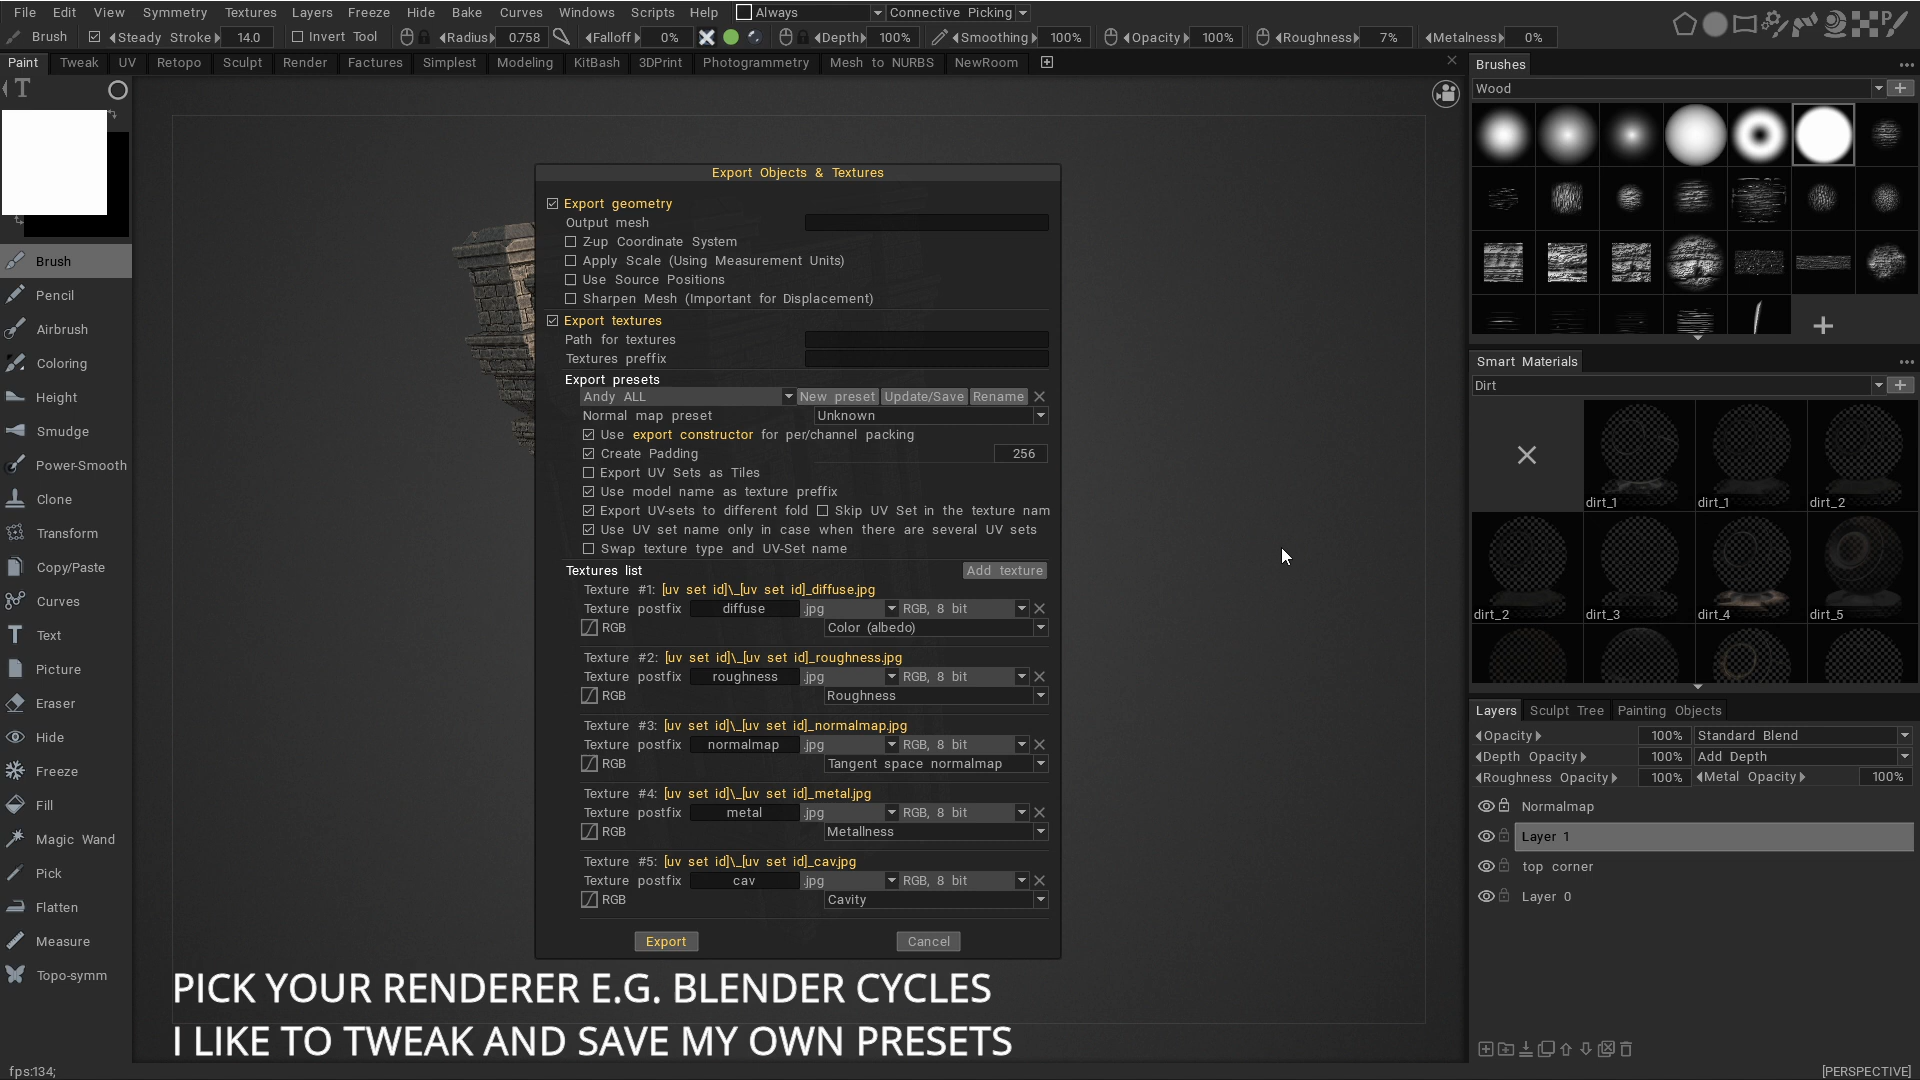 File Edit View Symmetry Textures Layers Freeze Hide Bake Curves Windows Scripts Help Always Connective Picking
Brush Steady Stroke 14.0 Invert Tool Radius 0.758 Falloff 0% Depth 100% Smoothing 100% Opacity 100% Roughness 7% Metalness 0%
Paint Tweak UV Retopo Sculpt Render Factures Simplest Modeling KitBash 3DPrint Photogrammetry Mesh to NURBS NewRoom
T
Brush
Pencil
Airbrush
Coloring
Height
Smudge
Power-Smooth
Clone
Transform
Copy/Paste
Curves
Text
Picture
Eraser
Hide
Freeze
Fill
Magic Wand
Pick
Flatten
Measure
Topo-symm
Export Objects & Textures
Export geometry
Output mesh
Z-up Coordinate System
Apply Scale (Using Measurement Units)
Use Source Positions
Sharpen Mesh (Important for Displacement)
Export textures
Path for textures
Textures preffix
Export presets
Andy ALL New preset Update/Save Rename
Normal map preset Unknown
Use export constructor for per/channel packing
Create Padding 256
Export UV Sets as Tiles
Use model name as texture preffix
Export UV-sets to different fold Skip UV Set in the texture nam
Use UV set name only in case when there are several UV sets
Swap texture type and UV-Set name
Textures list Add texture
Texture #1: [uv set id]\_[uv set id]_diffuse.jpg
Texture postfix diffuse .jpg RGB, 8 bit
RGB Color (albedo)
Texture #2: [uv set id]\_[uv set id]_roughness.jpg
Texture postfix roughness .jpg RGB, 8 bit
RGB Roughness
Texture #3: [uv set id]\_[uv set id]_normalmap.jpg
Texture postfix normalmap .jpg RGB, 8 bit
RGB Tangent space normalmap
Texture #4: [uv set id]\_[uv set id]_metal.jpg
Texture postfix metal .jpg RGB, 8 bit
RGB Metallness
Texture #5: [uv set id]\_[uv set id]_cav.jpg
Texture postfix cav .jpg RGB, 8 bit
RGB Cavity
Export Cancel
PICK YOUR RENDERER E.G. BLENDER CYCLES
I LIKE TO TWEAK AND SAVE MY OWN PRESETS
Brushes
Wood
Smart Materials
Dirt
dirt_1 dirt_1 dirt_2
dirt_2 dirt_3 dirt_4 dirt_5
Layers Sculpt Tree Painting Objects
Opacity 100% Standard Blend
Depth Opacity 100% Add Depth
Roughness Opacity 100% Metal Opacity 100%
Normalmap
Layer 1
top corner
Layer 0
fps:134; [PERSPECTIVE]